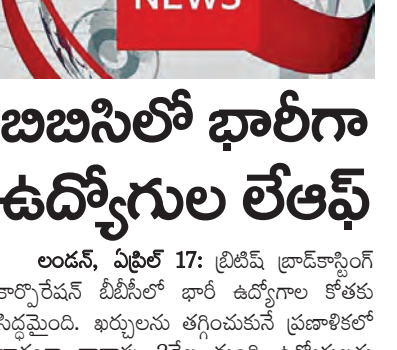 NEWS
బిబిసిలో భారీగా
ఉద్యోగుల లేఆఫ్
లండన్, ఏప్రిల్ 17: బ్రిటిష్ బ్రాడ్‌కాస్టింగ్
కార్పొరేషన్ బీబీసీలో భారీ ఉద్యోగాల కోతకు
సిద్ధమైంది. ఖర్చులను తగ్గించుకునే ప్రణాళికలో